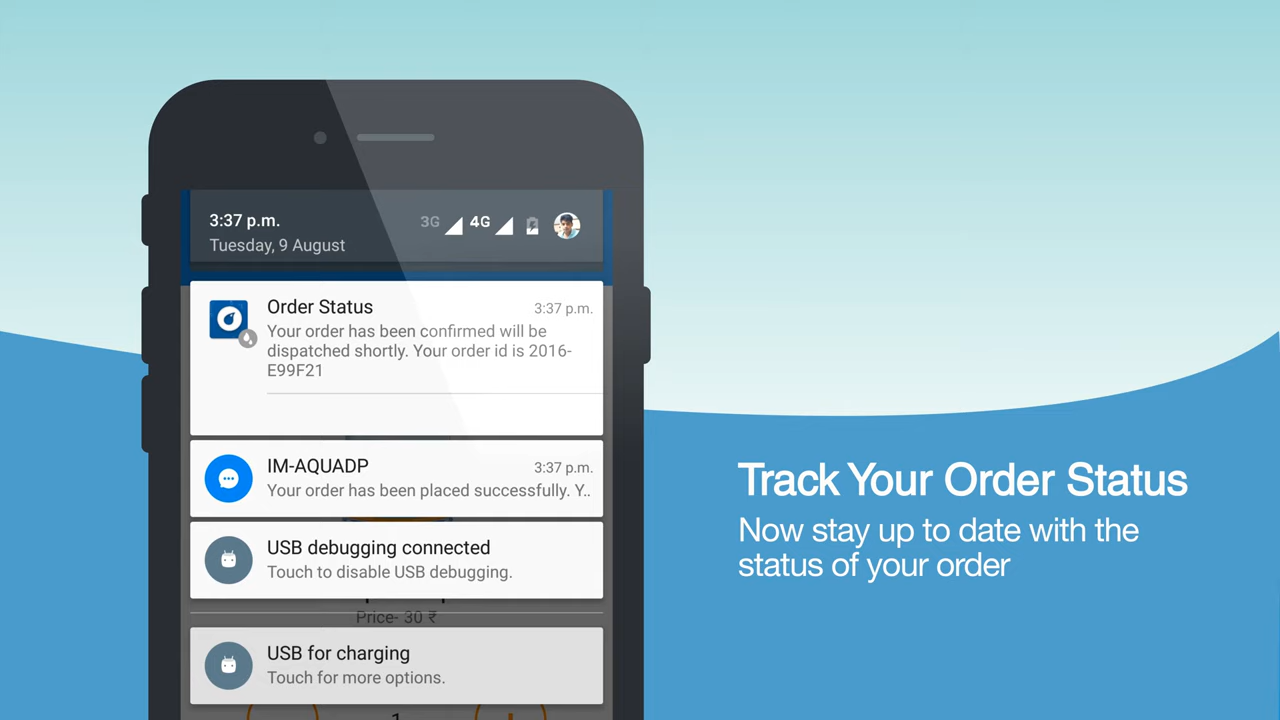 3:37 p.m.
3G 4G
Tuesday, 9 August
Order Status 3:37 p.m.
Your order has been confirmed will be
dispatched shortly. Your order id is 2016-
E99F21
IM-AQUADP 3:37 p.m.
Your order has been placed successfully. Y..
USB debugging connected
Touch to disable USB debugging.
Price- 30 ₹
USB for charging
Touch for more options.
1
Track Your Order Status
Now stay up to date with the
status of your order